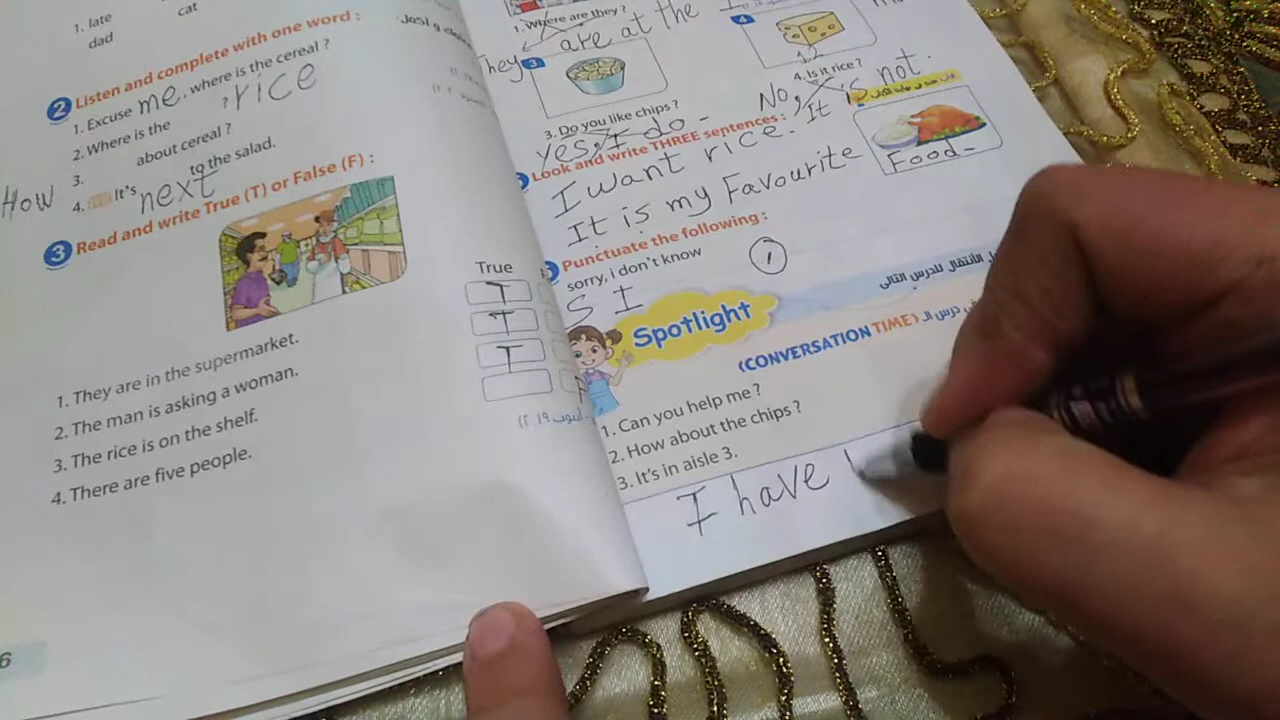 1. late
cat
dad
2 Listen and complete with one word :
1. Excuse me, where is the cereal ?
2. Where is the rice ?
3. How about cereal ?
4. It's next to the salad.
3 Read and write True (T) or False (F) :
True
T
T
T
1. They are in the supermarket.
2. The man is asking a woman.
3. The rice is on the shelf.
4. There are five people.
6
1. Where are they ?
They are at the
3
4
3. Do you like chips ?
yes, I do.
4. Is it rice ?
No, It is not.
Look and write THREE sentences :
I want rice.
It is my Favourite Food.
Punctuate the following :
1
sorry, i don't know
S I
الانتقال للدرس التالى
Spotlight
درس الـ (CONVERSATION TIME)
1. Can you help me ?
2. How about the chips ?
3. It's in aisle 3.
I have